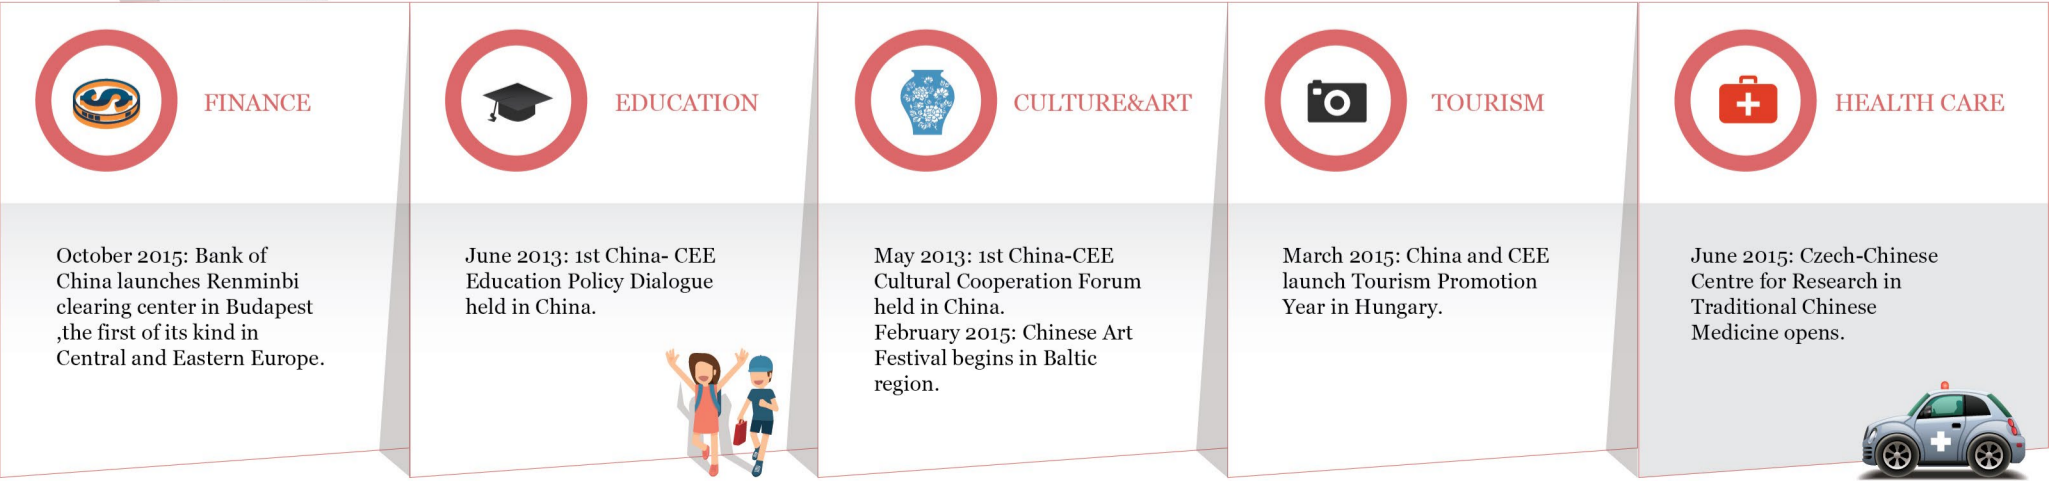 FINANCE
October 2015: Bank of
China launches Renminbi
clearing center in Budapest
,the first of its kind in
Central and Eastern Europe.
EDUCATION
June 2013: 1st China- CEE
Education Policy Dialogue
held in China.
CULTURE&ART
May 2013: 1st China-CEE
Cultural Cooperation Forum
held in China.
February 2015: Chinese Art
Festival begins in Baltic
region.
TOURISM
March 2015: China and CEE
launch Tourism Promotion
Year in Hungary.
HEALTH CARE
June 2015: Czech-Chinese
Centre for Research in
Traditional Chinese
Medicine opens.